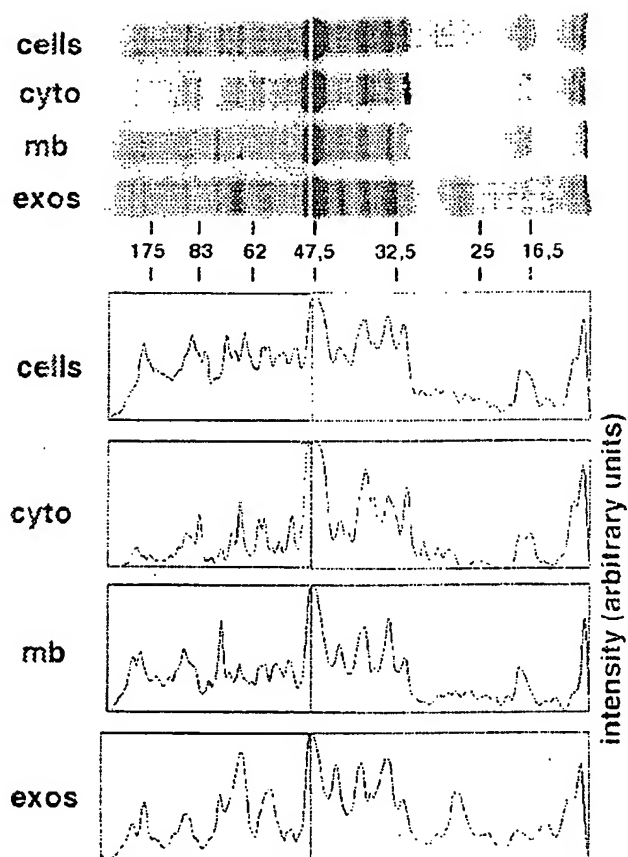 cells
cyto
mb
exos
175 83 62 47,5 32,5 25 16,5
cells
cyto
mb
exos
intensity (arbitrary units)